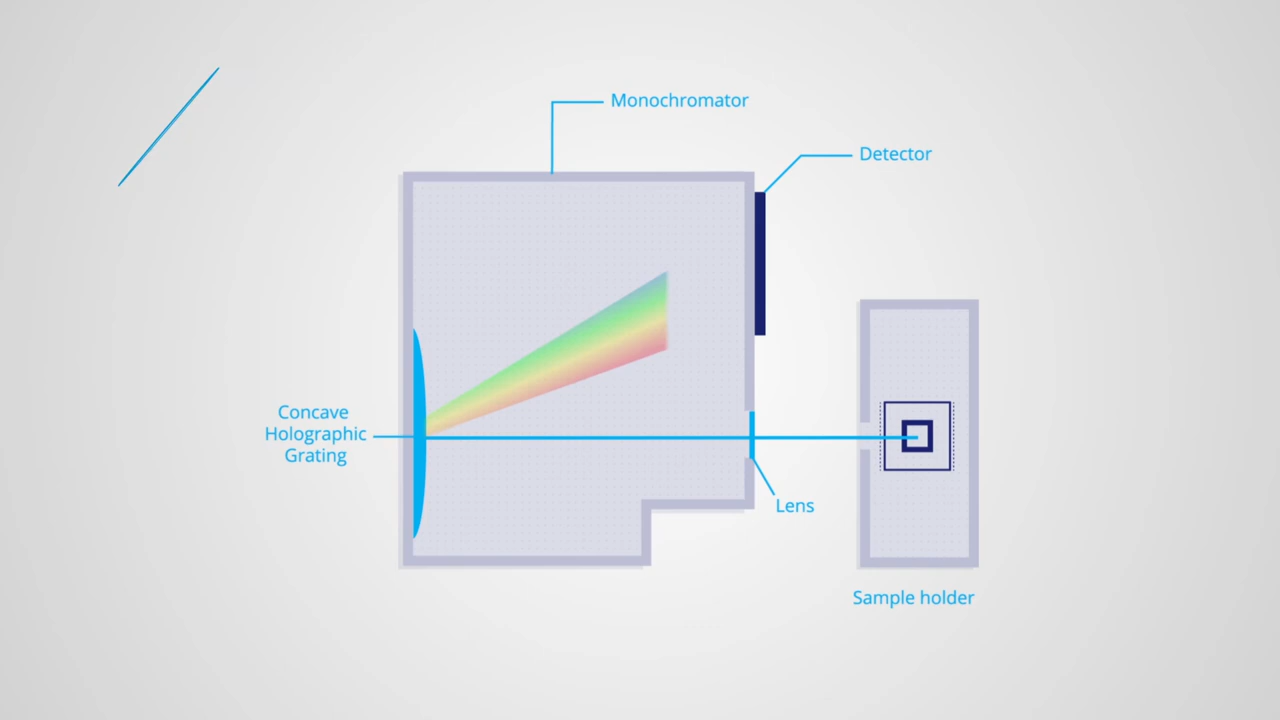 Monochromator
Detector
Concave
Holographic
Grating
Lens
Sample holder